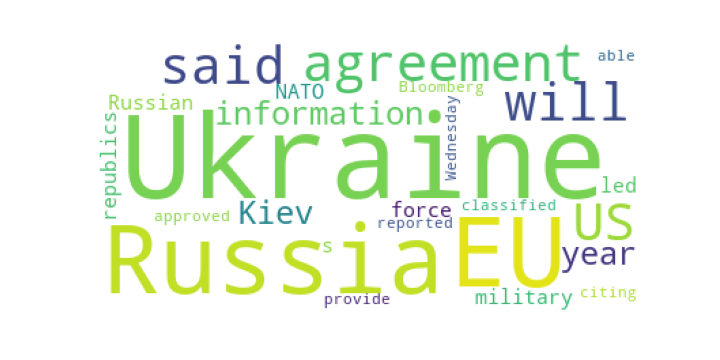 said
agreement
able
NATO
Bloomberg
will
Russian
information
Wednesday
republics
Ukraine
led
approved
Kiev
force
classified
reported
US
Russia
s
EU
year
provide
military
citing